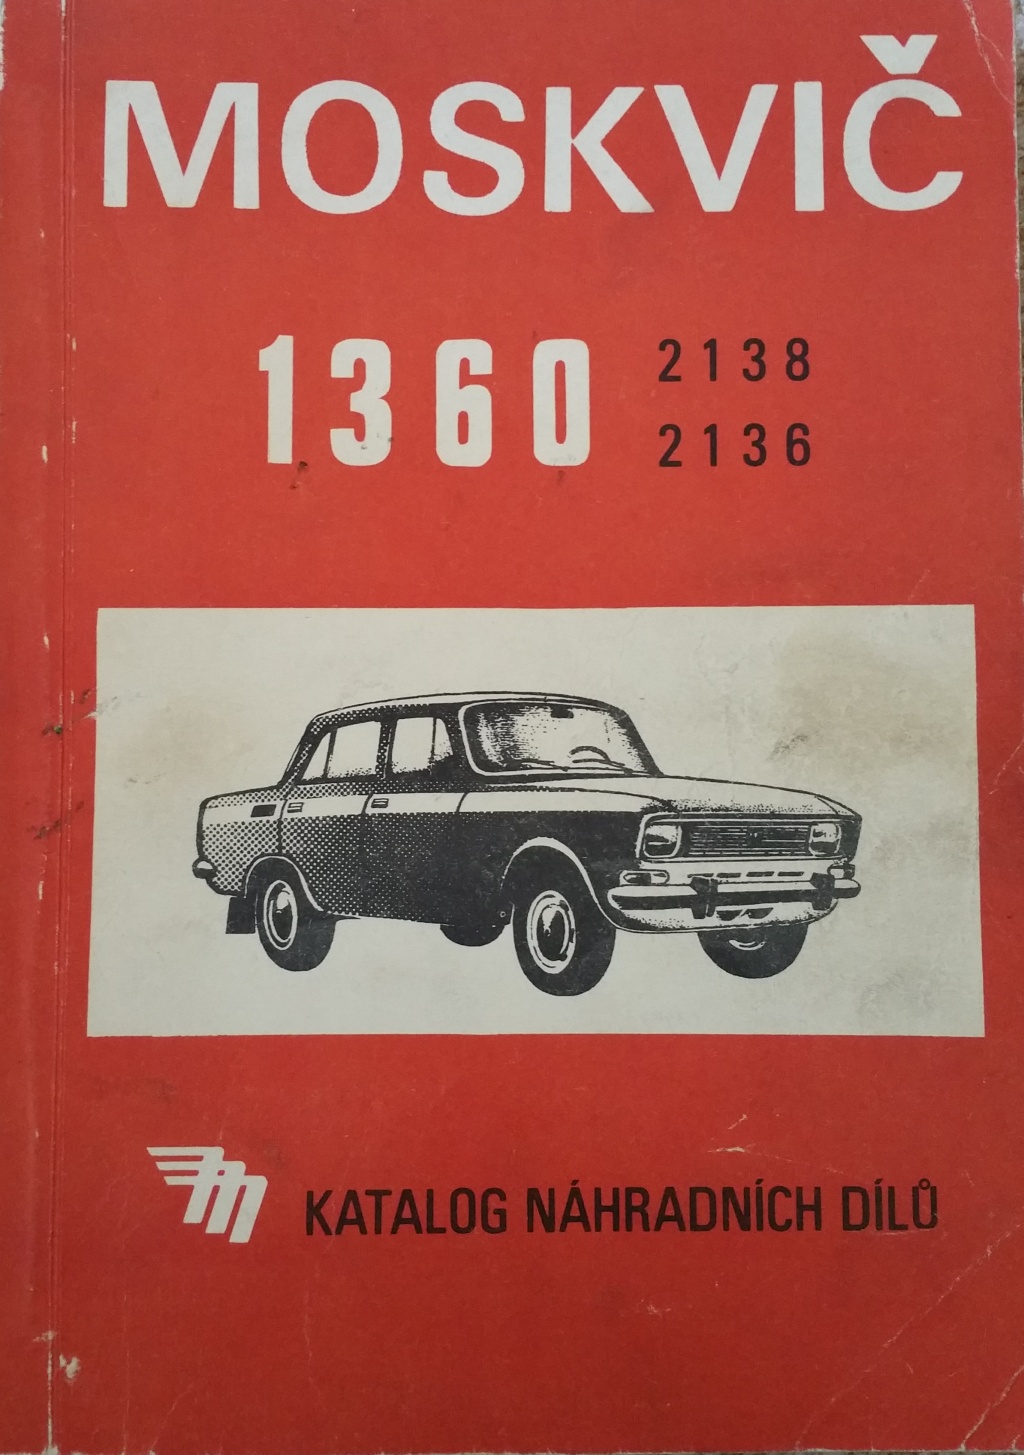 MOSKVIČ
1360
2138
2136
KATALOG NÁHRADNÍCH DÍLŮ